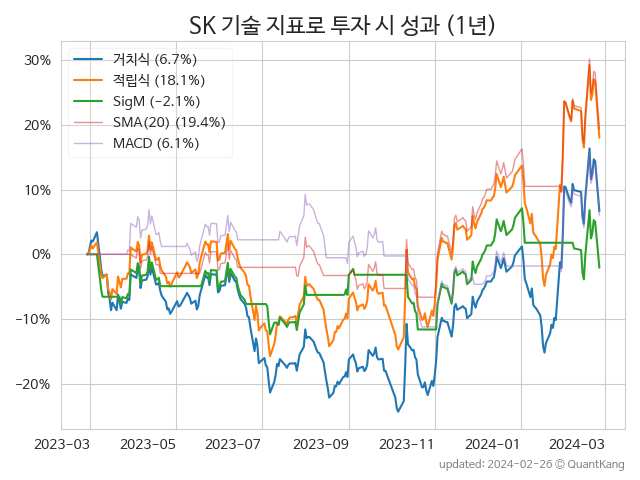 SK 기술 지표로 투자 시 성과 (1년)
거치식 (6.7%)
적립식 (18.1%)
SigM (−2.1%)
SMA(20) (19.4%)
MACD (6.1%)
30%
20%
10%
0%
−10%
−20%
2023-03 2023-05 2023-07 2023-09 2023-11 2024-01 2024-03
updated: 2024-02-26 © QuantKang